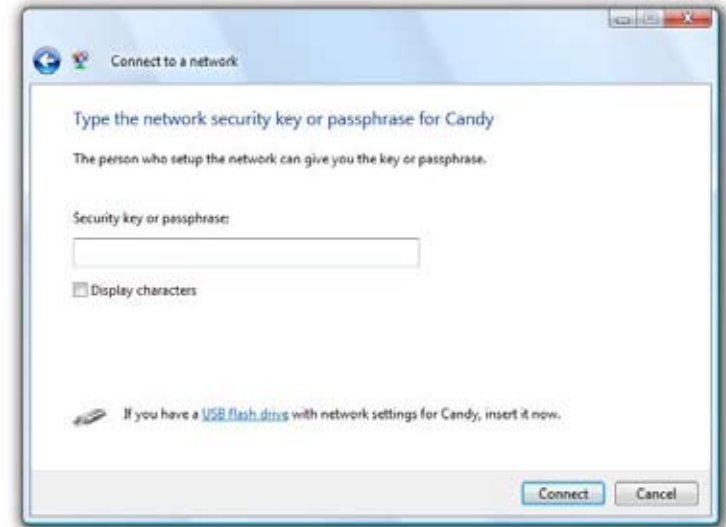 Connect to a network
Type the network security key or passphrase for Candy
The person who setup the network can give you the key or passphrase.
Security key or passphrase:
Display characters
If you have a USB flash drive with network settings for Candy, insert it now.
Connect Cancel